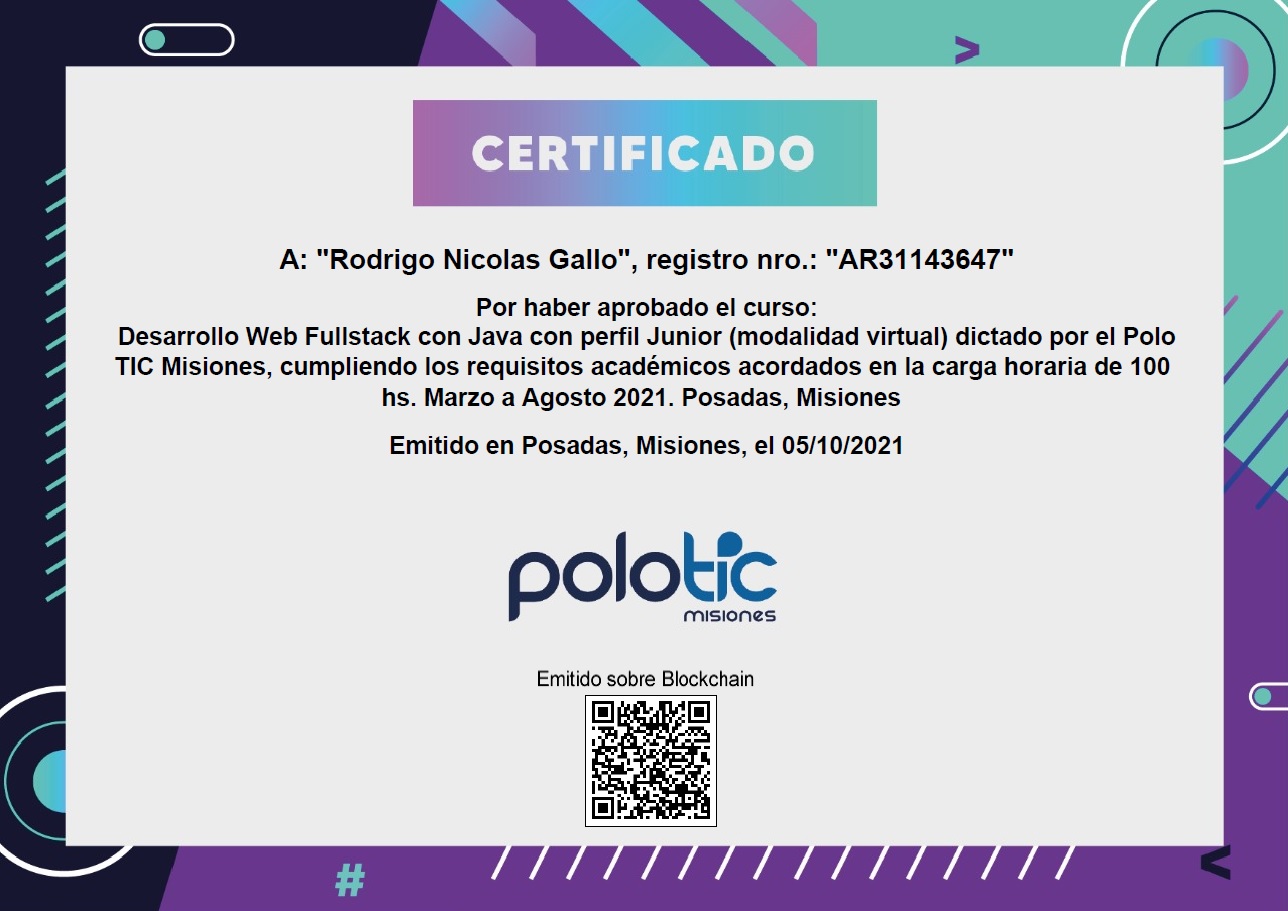 CERTIFICADO
A: "Rodrigo Nicolas Gallo", registro nro.: "AR31143647"
Por haber aprobado el curso:
Desarrollo Web Fullstack con Java con perfil Junior (modalidad virtual) dictado por el Polo
TIC Misiones, cumpliendo los requisitos académicos acordados en la carga horaria de 100
hs. Marzo a Agosto 2021. Posadas, Misiones
Emitido en Posadas, Misiones, el 05/10/2021
polotic
misiones
Emitido sobre Blockchain